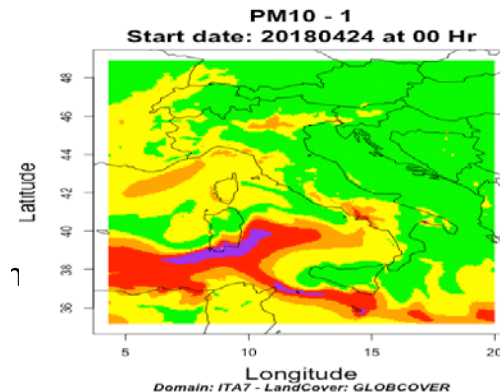 PM10 - 1
Start date: 20180424 at 00 Hr
Latitude
48
46
44
42
40
38
36
5
10
15
20
Longitude
Domain: ITA7 - LandCover: GLOBCOVER